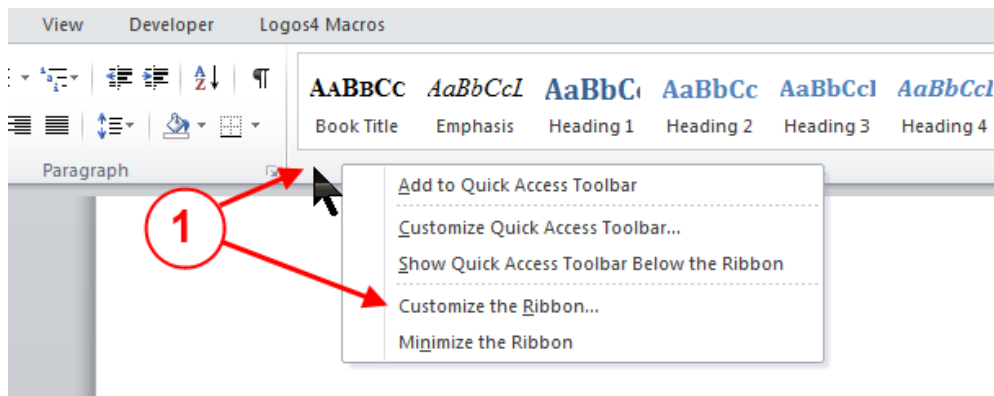 View Developer Logos4 Macros
AABBCC AaBbCcL AaBbC AaBbCc AaBbCcI AaBbCcI
Book Title Emphasis Heading 1 Heading 2 Heading 3 Heading 4
Paragraph
Add to Quick Access Toolbar
1
Customize Quick Access Toolbar...
Show Quick Access Toolbar Below the Ribbon
Customize the Ribbon...
Minimize the Ribbon